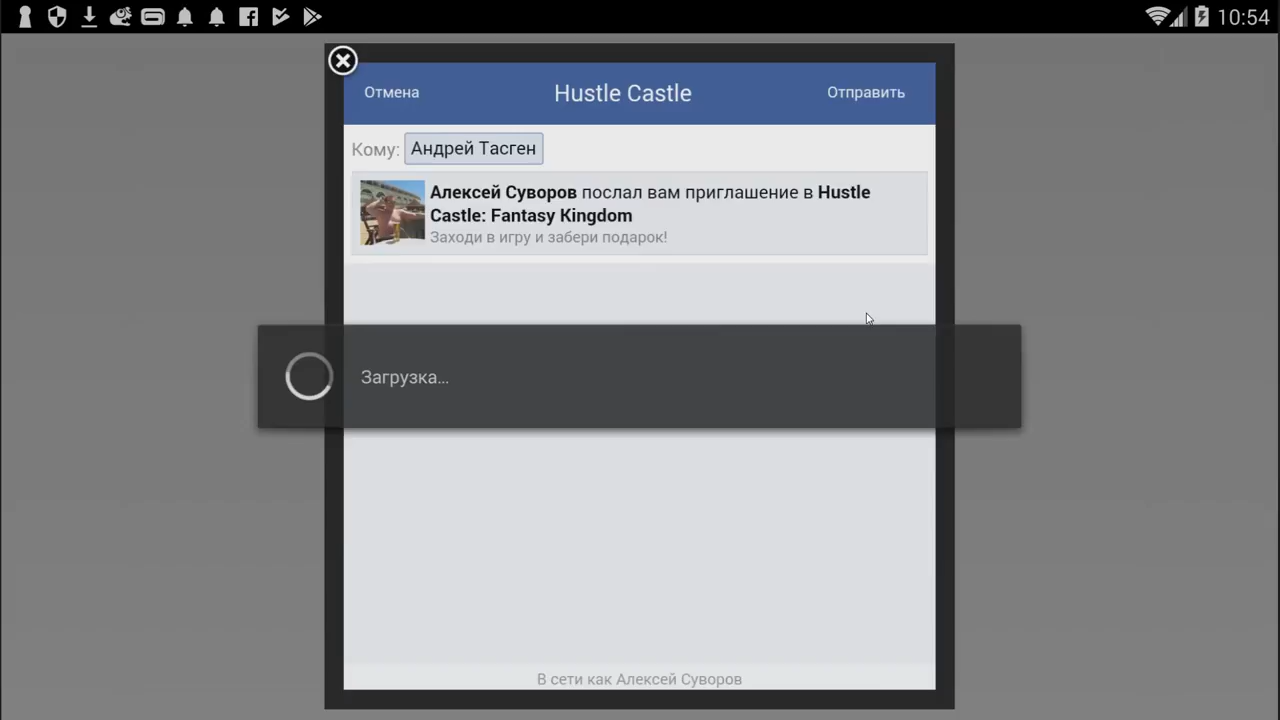 10:54
Отмена Hustle Castle Отправить
Кому: Андрей Тасген
Алексей Суворов послал вам приглашение в Hustle
Castle: Fantasy Kingdom
Заходи в игру и забери подарок!
Загрузка...
В сети как Алексей Суворов